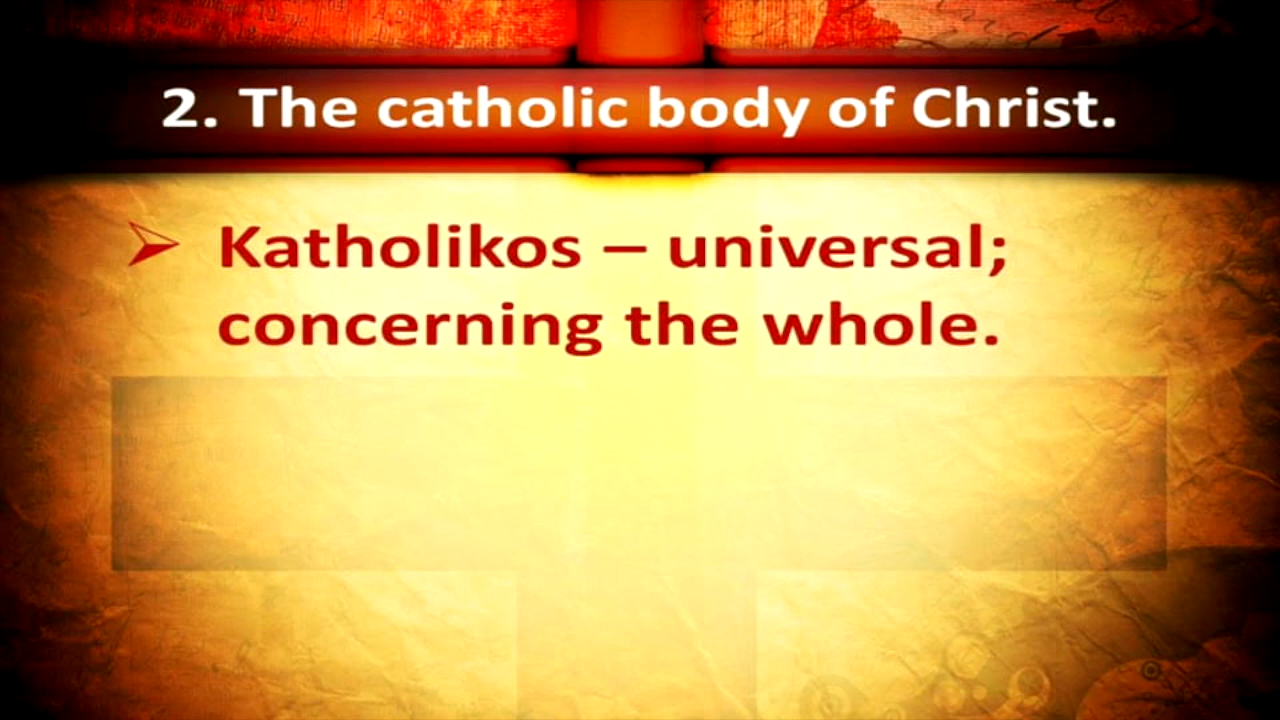 2. The catholic body of Christ.
➢ Katholikos – universal;
concerning the whole.